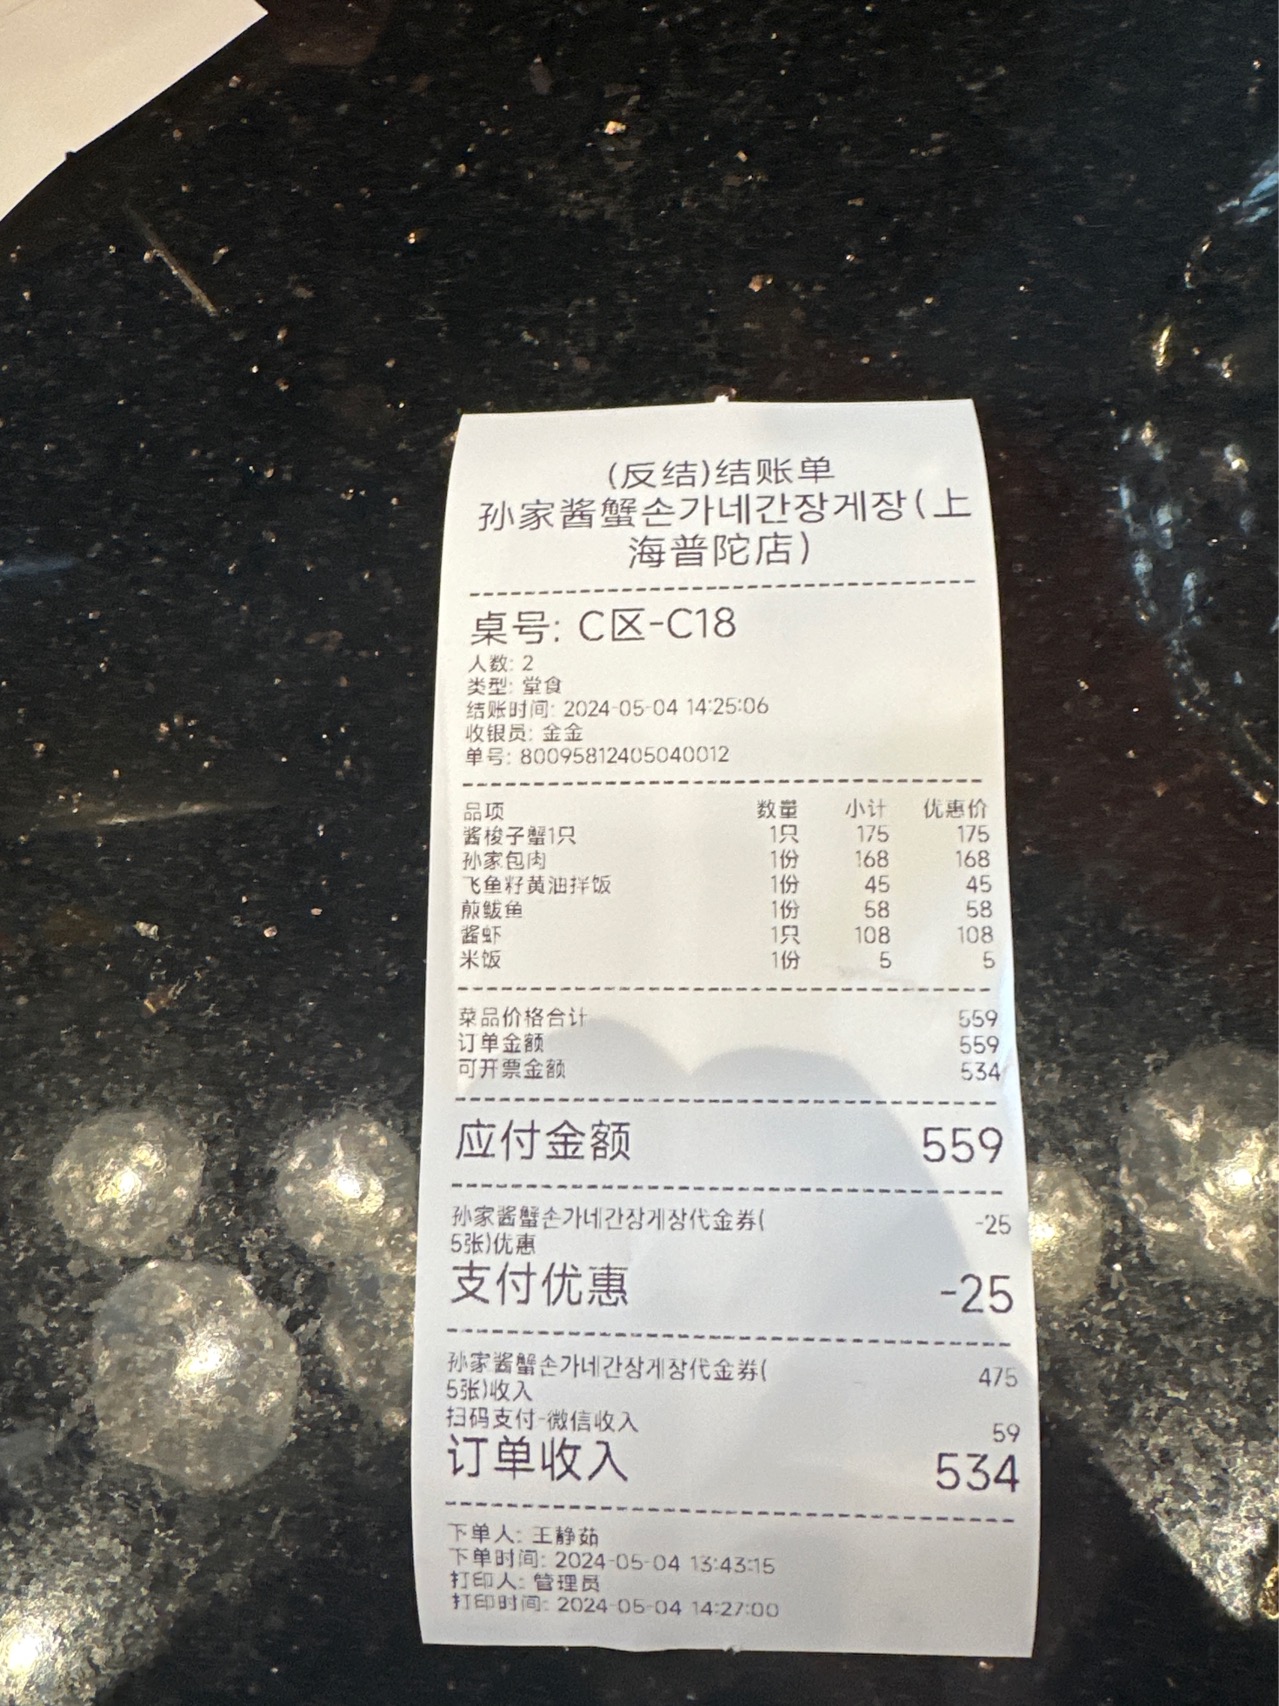 (反结)结账单
孙家酱蟹손가네간장게장(上
海普陀店)
桌号: C区-C18
人数: 2
类型: 堂食
结账时间: 2024-05-04 14:25:06
收银员: 金金
单号: 80095812405040012
品项 数量 小计 优惠价
酱梭子蟹1只 1只 175 175
孙家包肉 1份 168 168
飞鱼籽黄油拌饭 1份 45 45
煎鲅鱼 1份 58 58
酱虾 1只 108 108
米饭 1份 5 5
菜品价格合计 559
订单金额 559
可开票金额 534
应付金额 559
孙家酱蟹손가네간장게장代金券( -25
5张)优惠
支付优惠 -25
孙家酱蟹손가네간장게장代金券( 475
5张)收入
扫码支付-微信收入 59
订单收入 534
下单人: 王静茹
下单时间: 2024-05-04 13:43:15
打印人: 管理员
打印时间: 2024-05-04 14:27:00